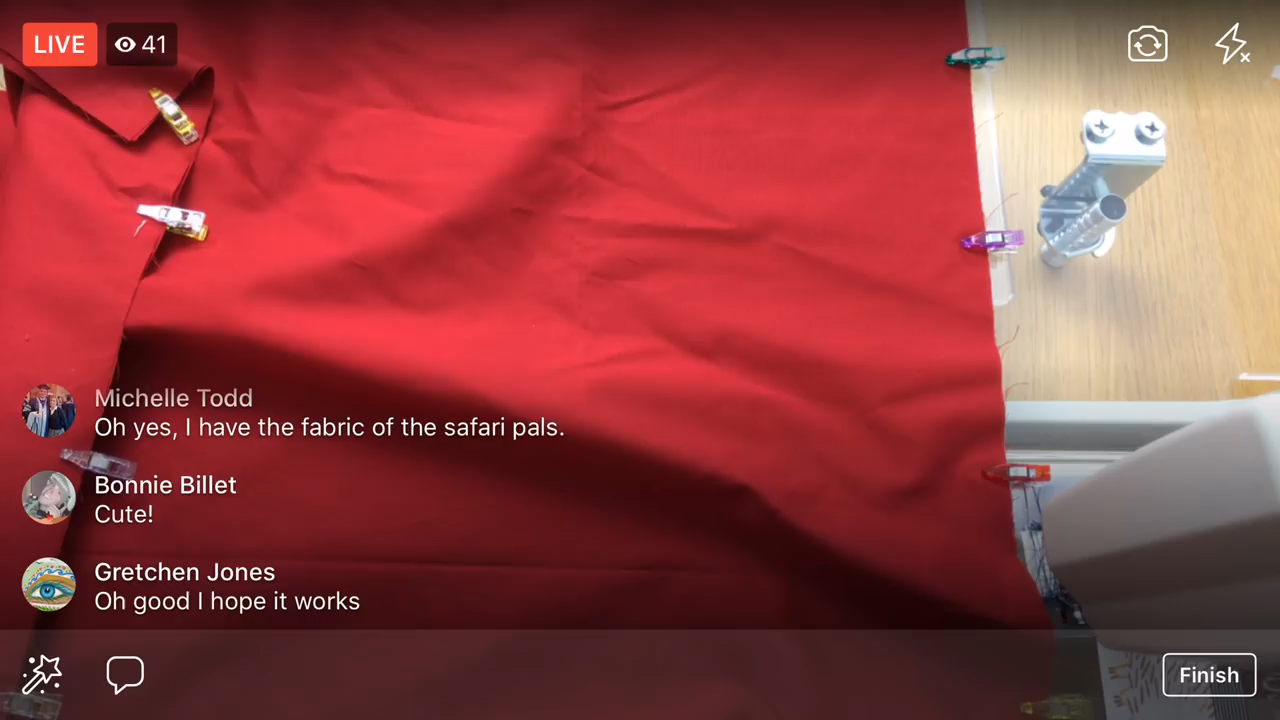 LIVE
41
Michelle Todd
Oh yes, I have the fabric of the safari pals.
Bonnie Billet
Cute!
Gretchen Jones
Oh good I hope it works
Finish